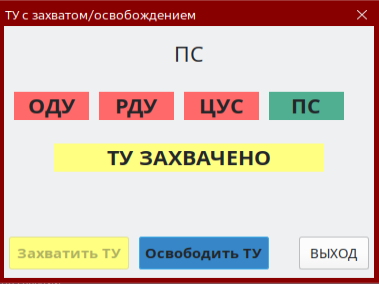 ТУ с захватом/освобождением
ПС
ОДУ РДУ ЦУС ПС
ТУ ЗАХВАЧЕНО
Захватить ТУ Освободить ТУ ВЫХОД